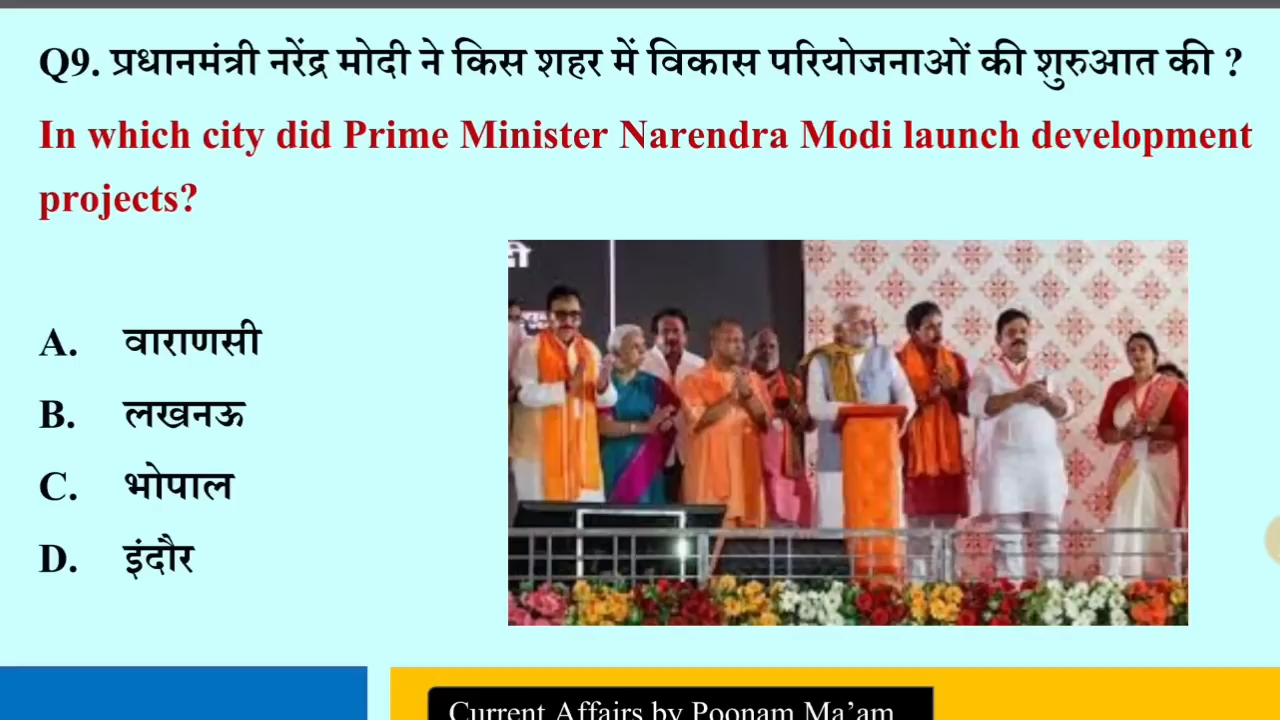 Q9. प्रधानमंत्री नरेंद्र मोदी ने किस शहर में विकास परियोजनाओं की शुरुआत की ?
In which city did Prime Minister Narendra Modi launch development
projects?
A. वाराणसी
B. लखनऊ
C. भोपाल
D. इंदौर
Current Affairs by Poonam Ma’am